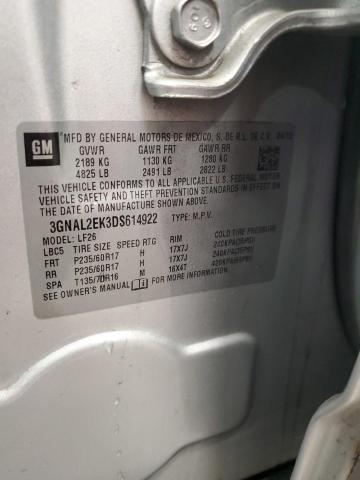 GM
MFD BY GENERAL MOTORS DE MEXICO, S. DE R.L. DE C.V.
GVWR GAWR FRT GAWR RR
2189 KG 1130 KG 1280 KG
4825 LB 2491 LB 2822 LB
THIS VEHICLE CONFORMS TO ALL APPLICABLE U.S. FEDERAL MOTOR
VEHICLE SAFETY, BUMPER, AND THEFT PREVENTION STANDARDS IN EFFECT ON THE
DATE OF MANUFACTURE SHOWN ABOVE.
3GNAL2EK3DS614922 TYPE: M.P.V.
MODEL: LF26
LBC5 TIRE SIZE SPEED RTG RIM COLD TIRE PRESSURE
FRT P235/60R17 H 17X7J 240KPA(35PSI)
RR P235/60R17 H 17X7J 240KPA(35PSI)
SPA T135/70R16 M 16X4T 420KPA(60PSI)
SEE OWNER'S MANUAL FOR MORE INFORMATION